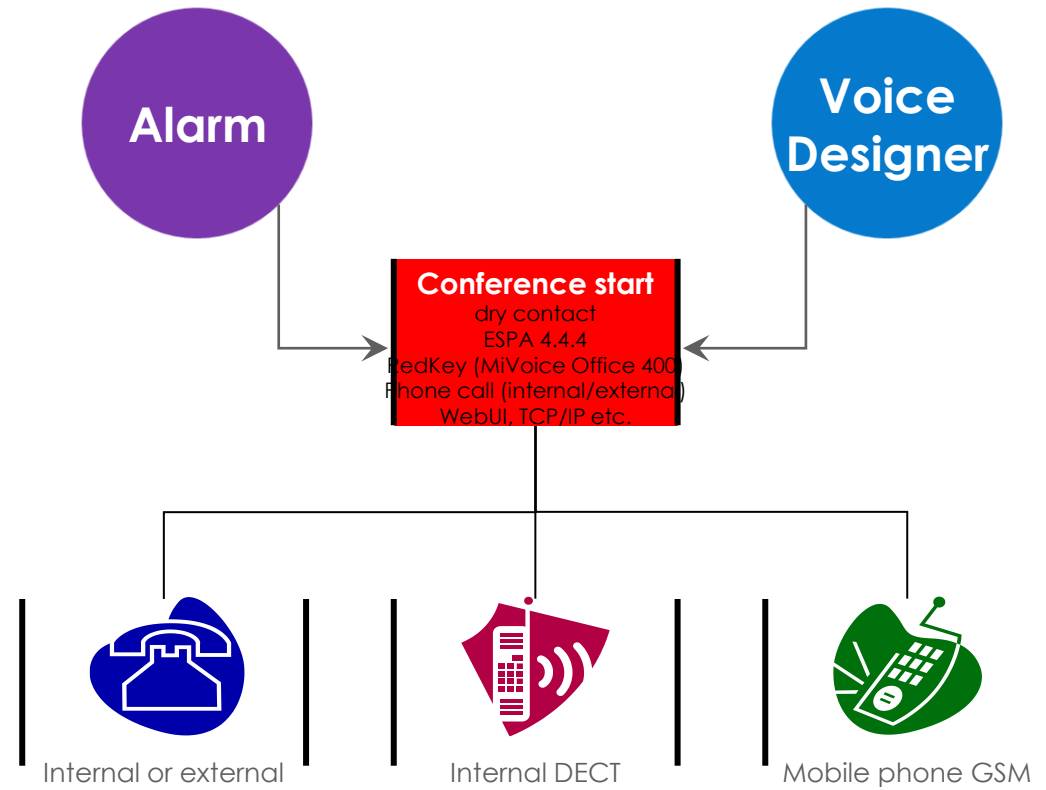 Alarm
Voice
Designer
Conference start
dry contact
ESPA 4.4.4
RedKey (MiVoice Office 400)
Phone call (internal/external)
WebUI, TCP/IP etc.
Internal or external
Internal DECT
Mobile phone GSM